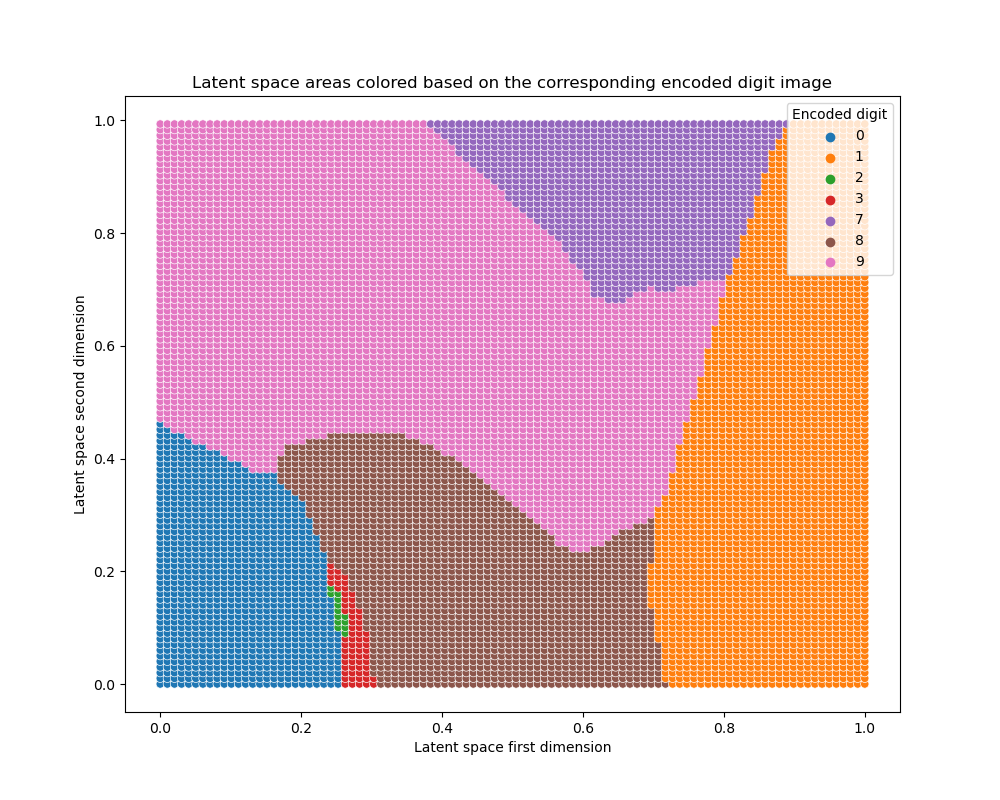 Latent space areas colored based on the corresponding encoded digit image
Latent space second dimension
1.0
0.8
0.6
0.4
0.2
0.0
Encoded digit
0
1
2
3
7
8
9
0.0 0.2 0.4 0.6 0.8 1.0
Latent space first dimension